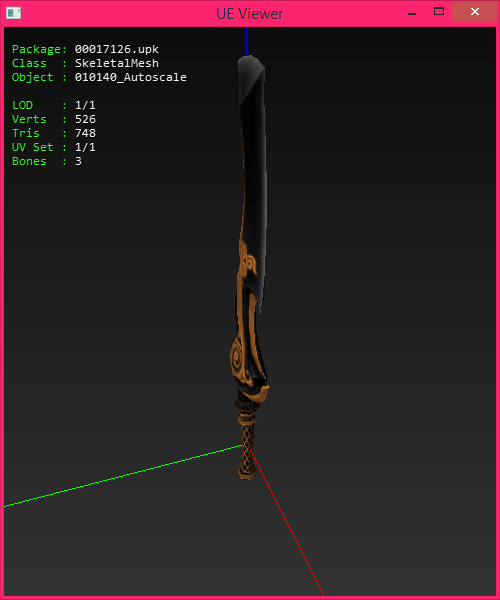 UE Viewer
Package: 00017126.upk
Class  : SkeletalMesh
Object : 010140_Autoscale
LOD    : 1/1
Verts  : 526
Tris   : 748
UV Set : 1/1
Bones  : 3